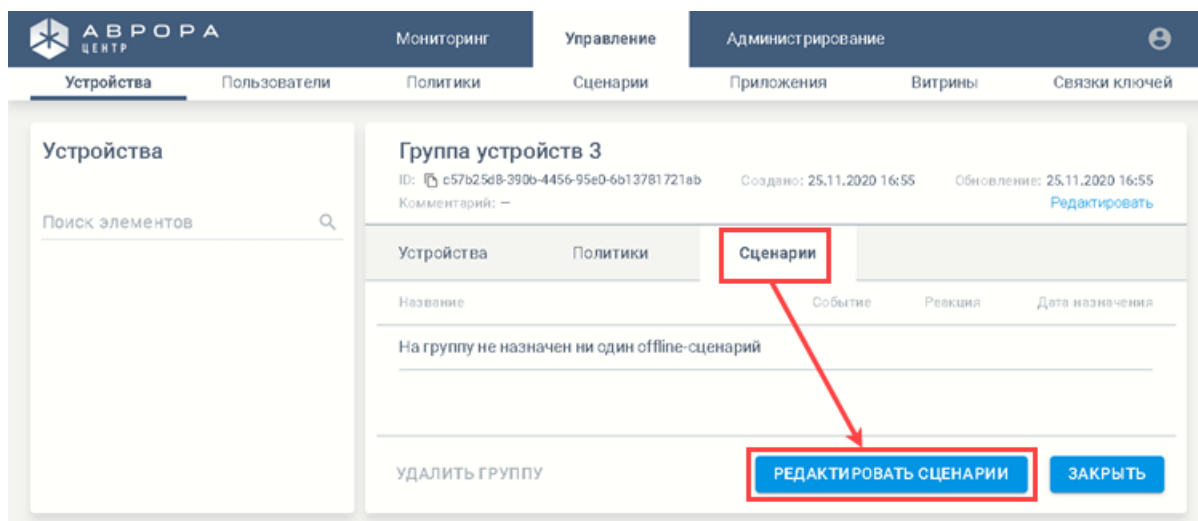 АВРОРА
ЦЕНТР
Мониторинг Управление Администрирование
Устройства Пользователи Политики Сценарии Приложения Витрины Связки ключей
Устройства
Поиск элементов
Группа устройств 3
ID: c57b25d8-390b-4456-95e0-6b13781721ab Создано: 25.11.2020 16:55 Обновление: 25.11.2020 16:55
Комментарий: — Редактировать
Устройства Политики Сценарии
Название Событие Реакция Дата назначения
На группу не назначен ни один offline-сценарий
УДАЛИТЬ ГРУППУ РЕДАКТИРОВАТЬ СЦЕНАРИИ ЗАКРЫТЬ